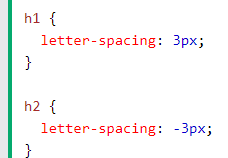 h1 {
  letter-spacing: 3px;
}

h2 {
  letter-spacing: -3px;
}